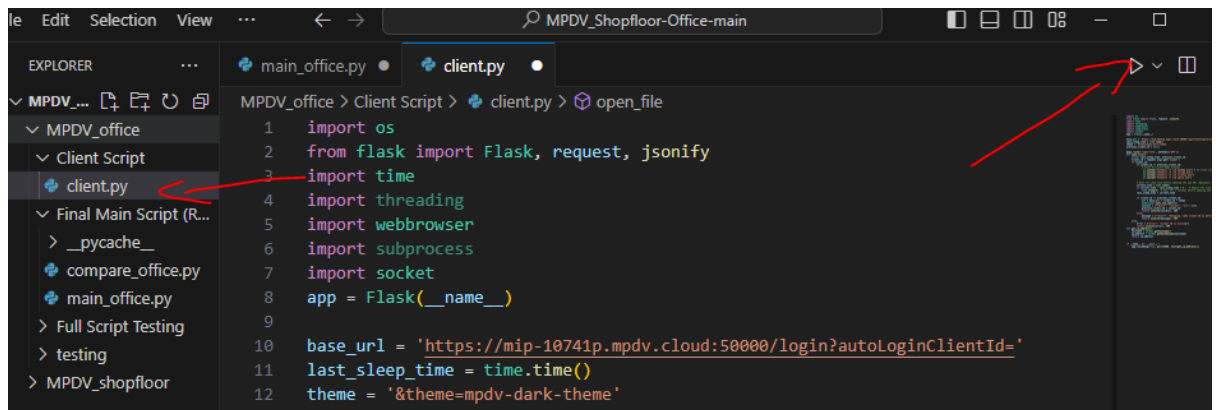 le Edit Selection View ... MPDV_Shopfloor-Office-main
EXPLORER ...
MPDV_...
MPDV_office
Client Script
client.py
Final Main Script (R...
__pycache__
compare_office.py
main_office.py
Full Script Testing
testing
MPDV_shopfloor
main_office.py client.py
MPDV_office > Client Script > client.py > open_file
1 import os
2 from flask import Flask, request, jsonify
3 import time
4 import threading
5 import webbrowser
6 import subprocess
7 import socket
8 app = Flask(__name__)
9
10 base_url = 'https://mip-10741p.mpdv.cloud:50000/login?autoLoginClientId='
11 last_sleep_time = time.time()
12 theme = '&theme=mpdv-dark-theme'